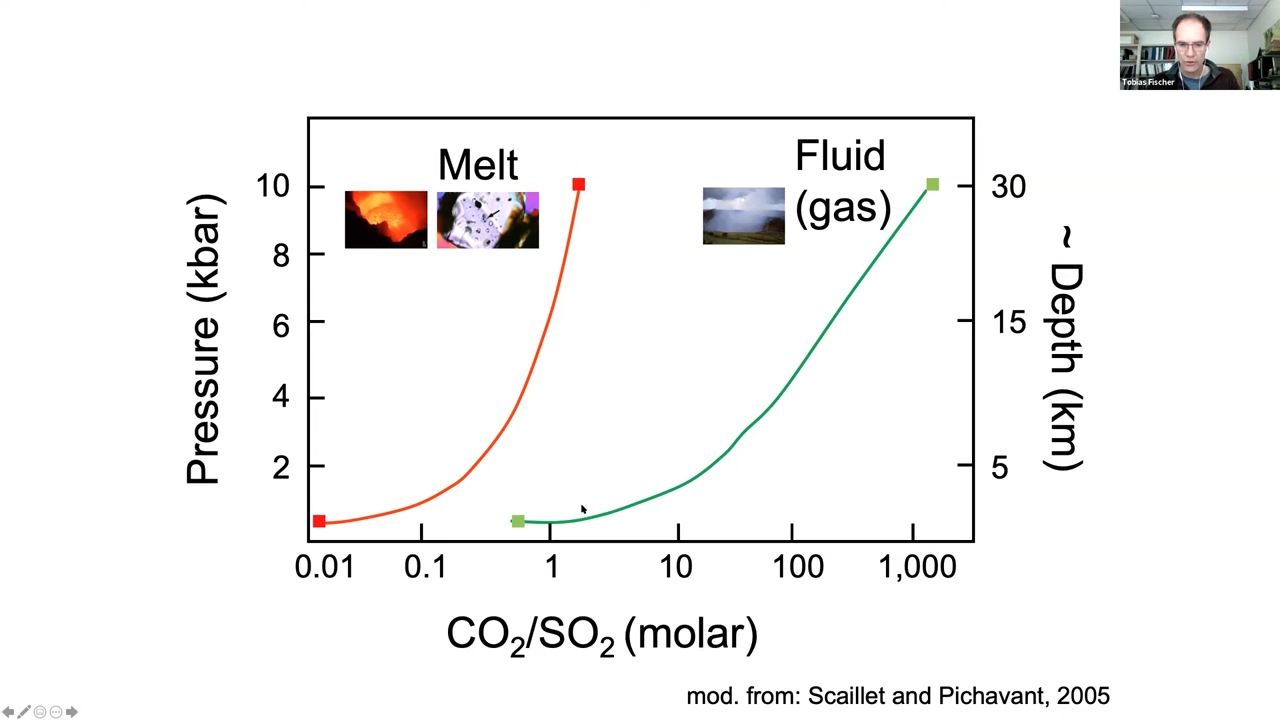 Tobias Fischer
Melt
Fluid
(gas)
Pressure (kbar)
10
8
6
4
2
30
15
5
~ Depth (km)
0.01 0.1 1 10 100 1,000
CO₂/SO₂ (molar)
mod. from: Scaillet and Pichavant, 2005